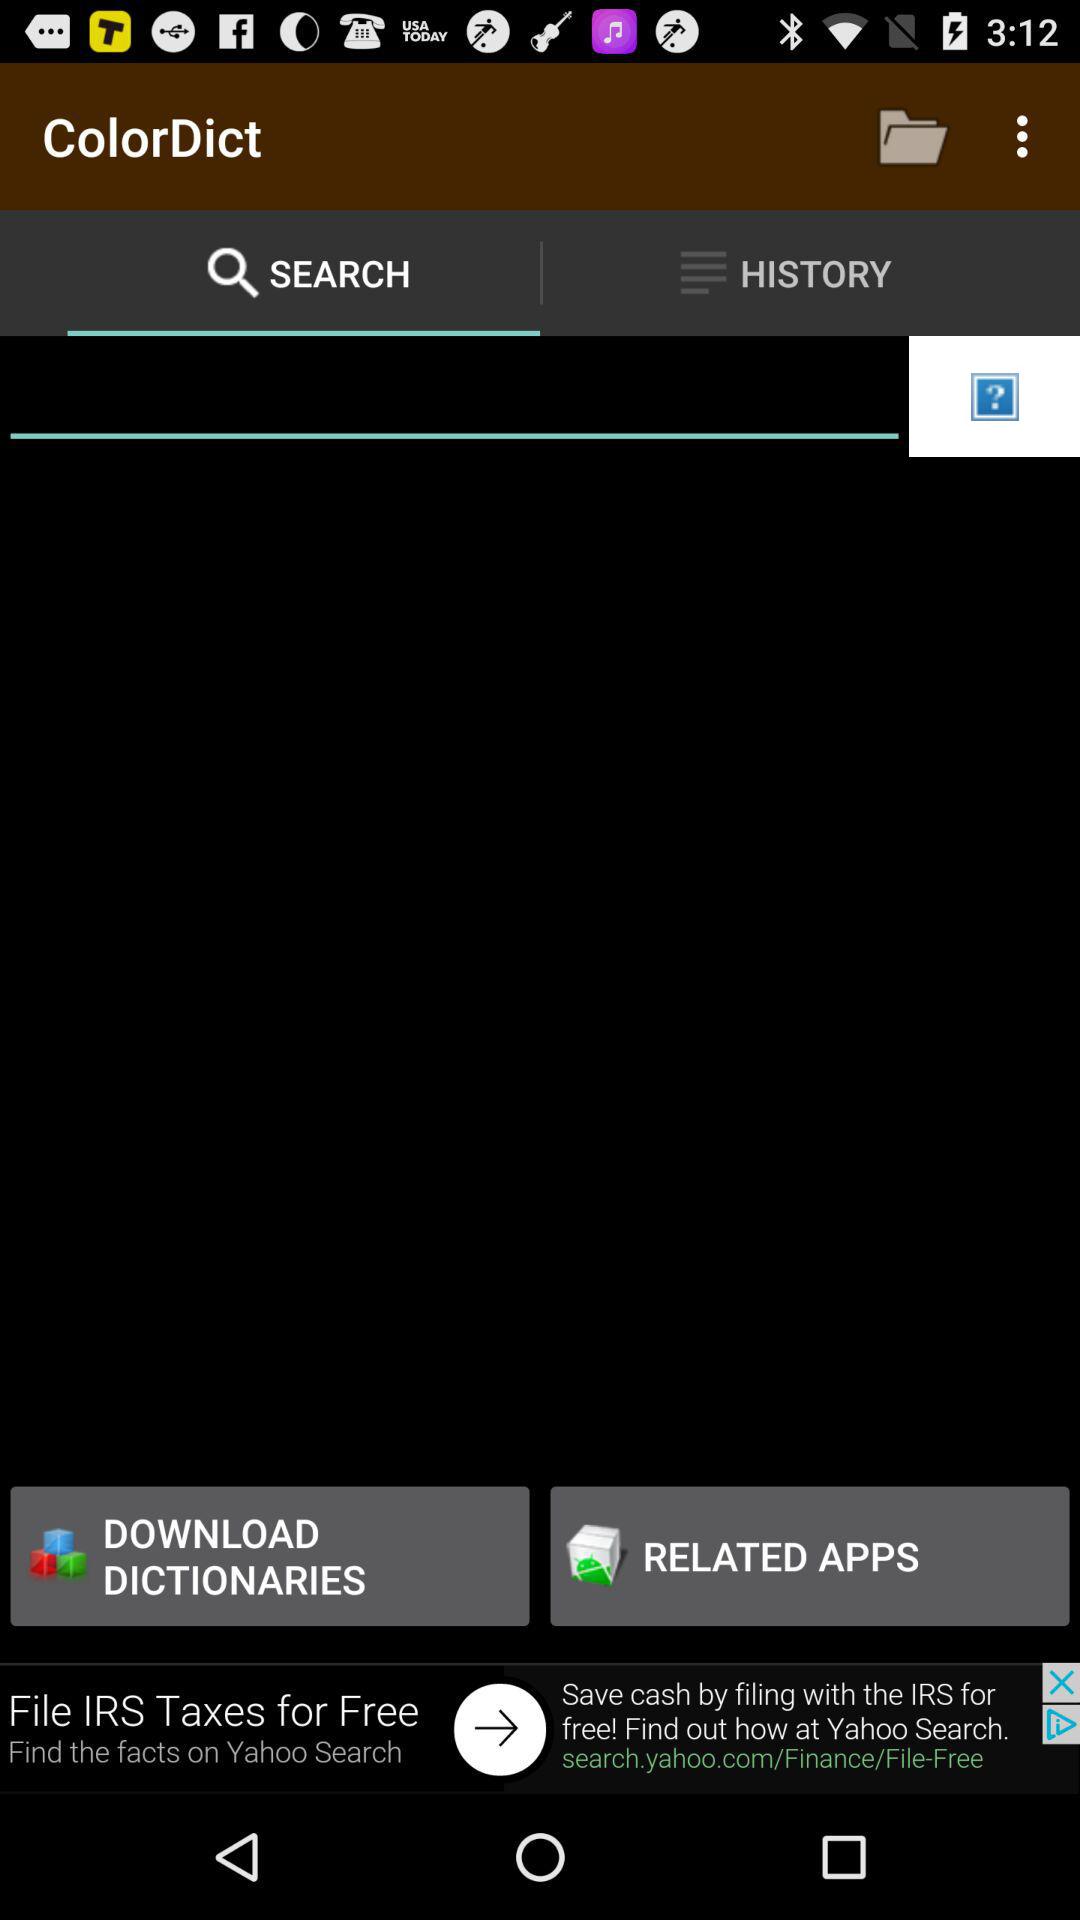 USA
TODAY
3:12
ColorDict
SEARCH
HISTORY
?
DOWNLOAD
DICTIONARIES
RELATED APPS
File IRS Taxes for Free
Find the facts on Yahoo Search
Save cash by filing with the IRS for
free! Find out how at Yahoo Search.
search.yahoo.com/Finance/File-Free